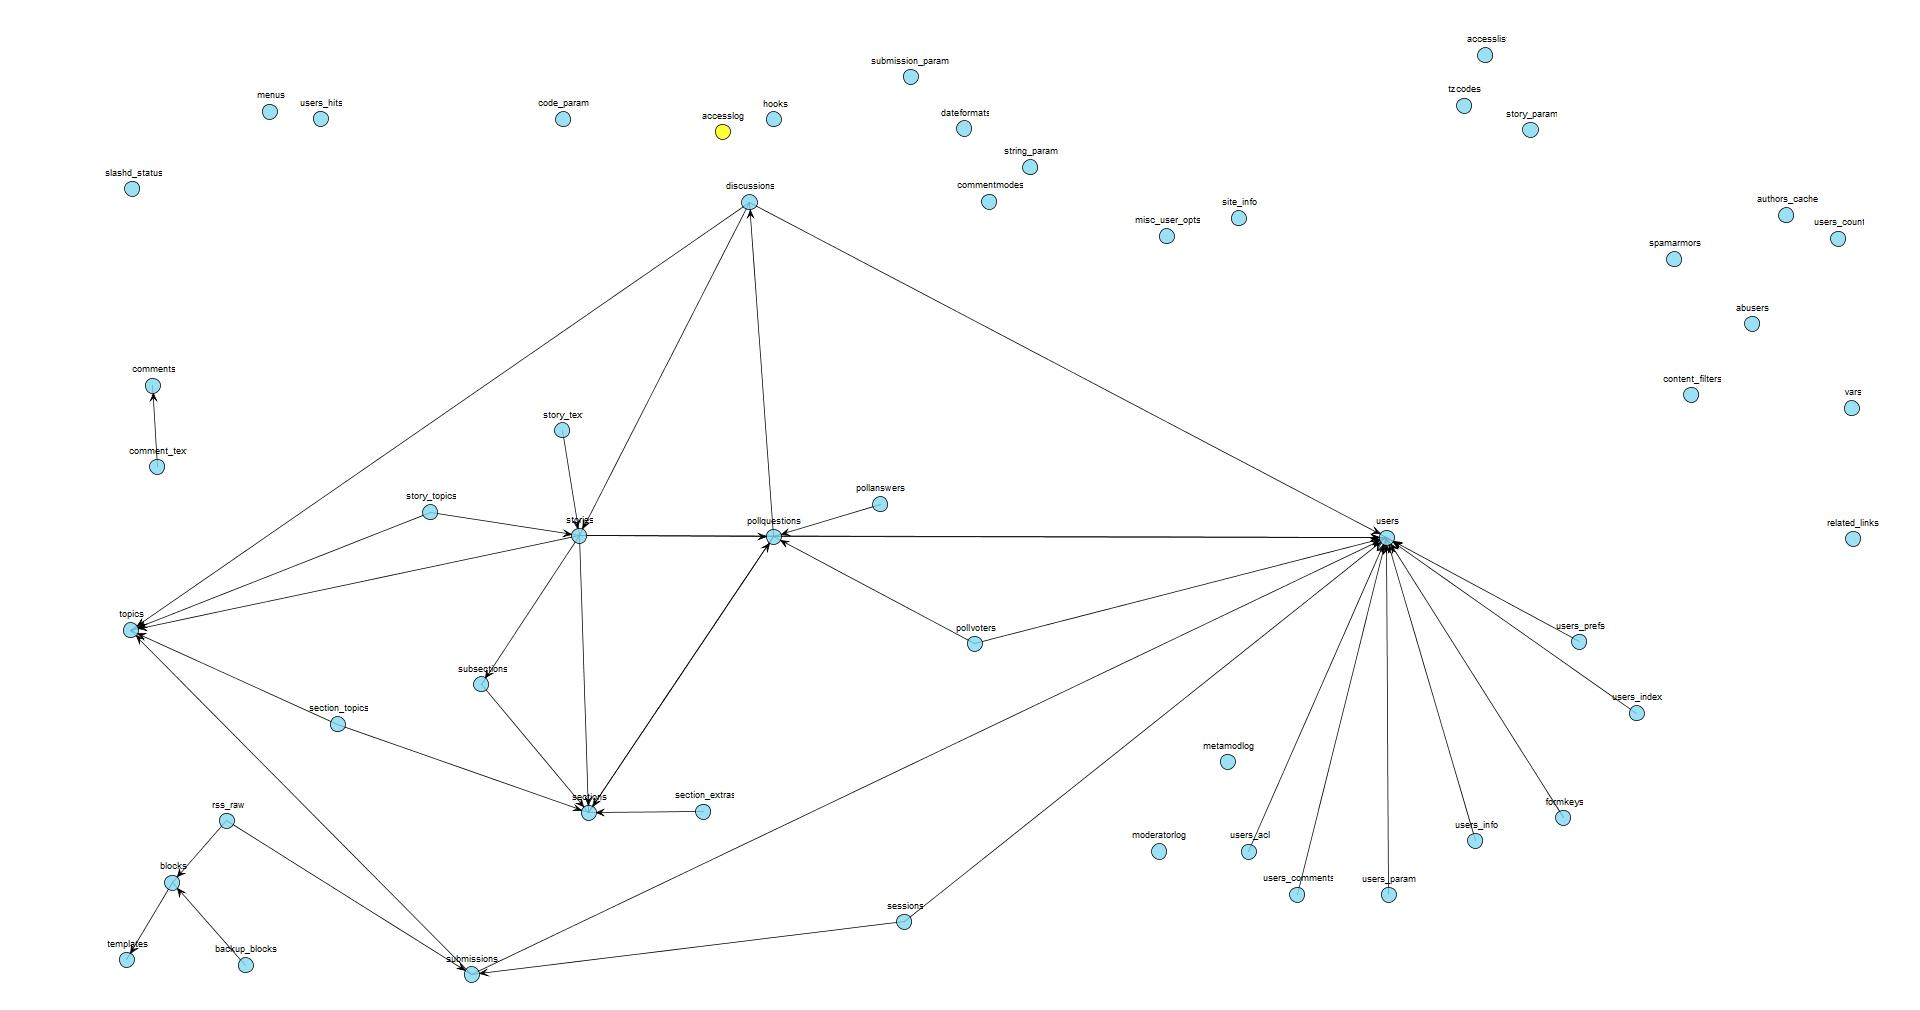 accesslis
submission_param
tzcodes
menus
users_hits
code_param
hooks
accesslog
dateformats
story_param
string_param
slashd_status
discussions
commentmodes
authors_cache
site_info
misc_user_opts
users_count
spamarmors
abusers
comments
content_filters
vars
story_tex
comment_tex
pollanswers
story_topics
stories
pollquestions
users
related_links
topics
pollvoters
users_prefs
subsections
users_index
section_topics
metamodlog
sections
section_extras
rss_raw
formkeys
users_info
moderatorlog
users_acl
blocks
users_comments
users_param
sessions
templates
backup_blocks
submissions